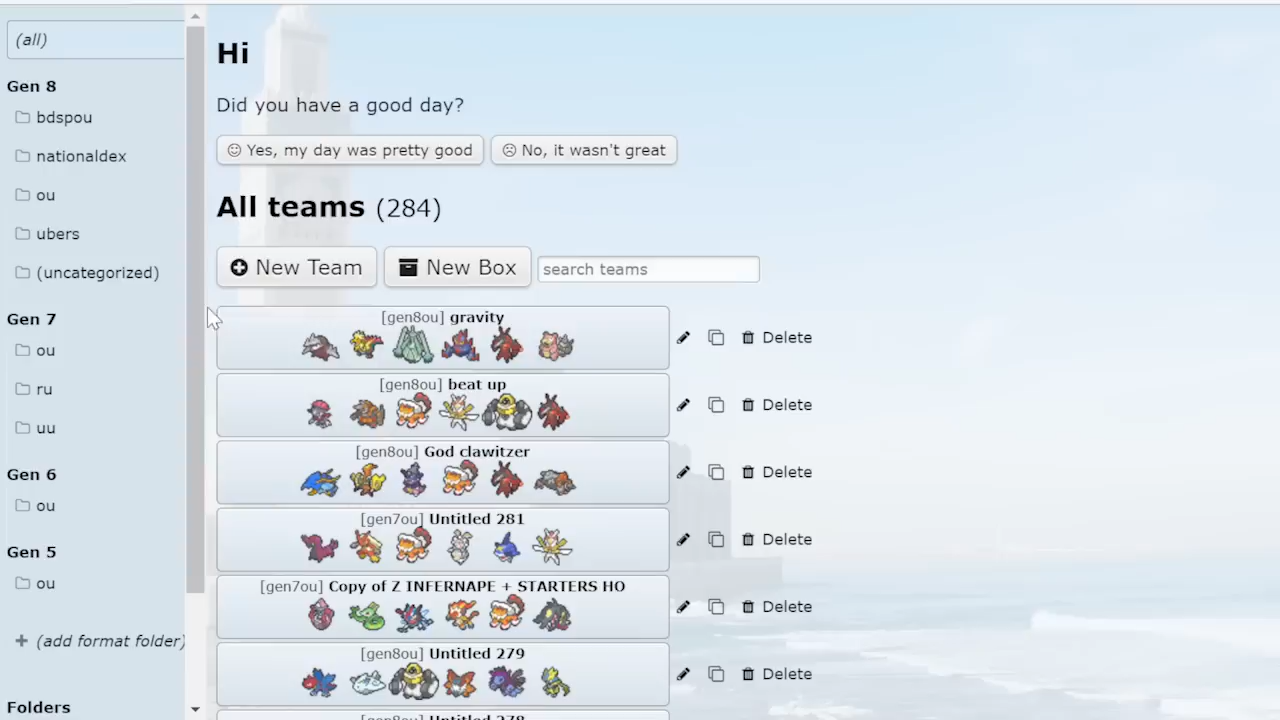 (all)
Gen 8
bdspou
nationaldex
ou
ubers
(uncategorized)
Gen 7
ou
ru
uu
Gen 6
ou
Gen 5
ou
(add format folder)
Folders
Hi
Did you have a good day?
Yes, my day was pretty good No, it wasn't great
All teams (284)
New Team New Box search teams
[gen8ou] gravity
Delete
[gen8ou] beat up
Delete
[gen8ou] God clawitzer
Delete
[gen7ou] Untitled 281
Delete
[gen7ou] Copy of Z INFERNAPE + STARTERS HO
Delete
[gen8ou] Untitled 279
Delete
[gen8ou] Untitled 278